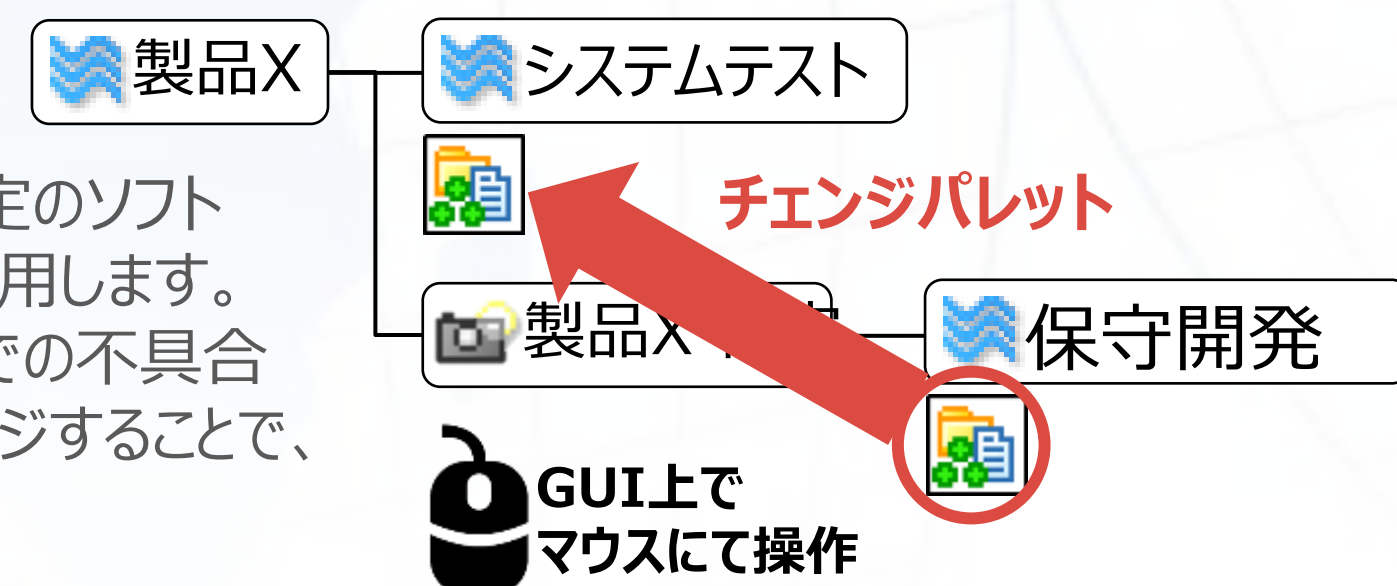 製品X
システムテスト
定のソフト
用します。
での不具合
ジすることで、
チェンジパレット
製品X
保守開発
GUI上で
マウスにて操作